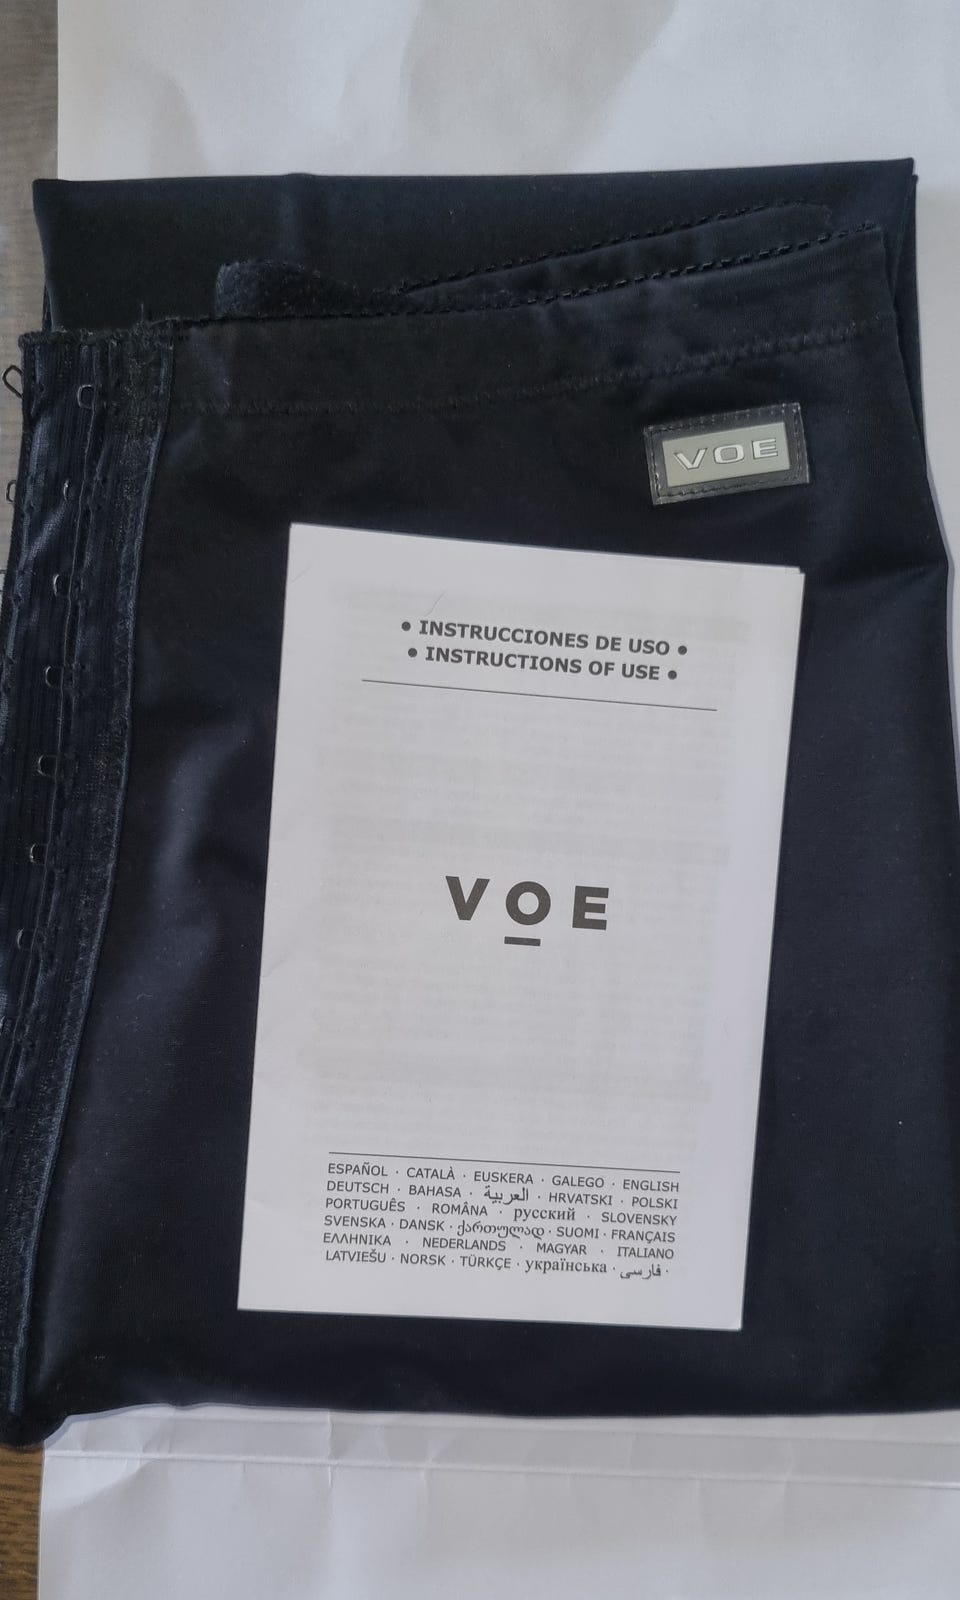 VOE
• INSTRUCCIONES DE USO •
• INSTRUCTIONS OF USE •
VOE
ESPAÑOL · CATALÀ · EUSKERA · GALEGO · ENGLISH
DEUTSCH · BAHASA · العربية · HRVATSKI · POLSKI
PORTUGUÊS · ROMÂNA · русский · SLOVENSKY
SVENSKA · DANSK · ქართულად · SUOMI · FRANÇAIS
ΕΛΛΗΝΙΚΑ · NEDERLANDS · MAGYAR · ITALIANO
LATVIEŠU · NORSK · TÜRKÇE · українська · فارسی ·